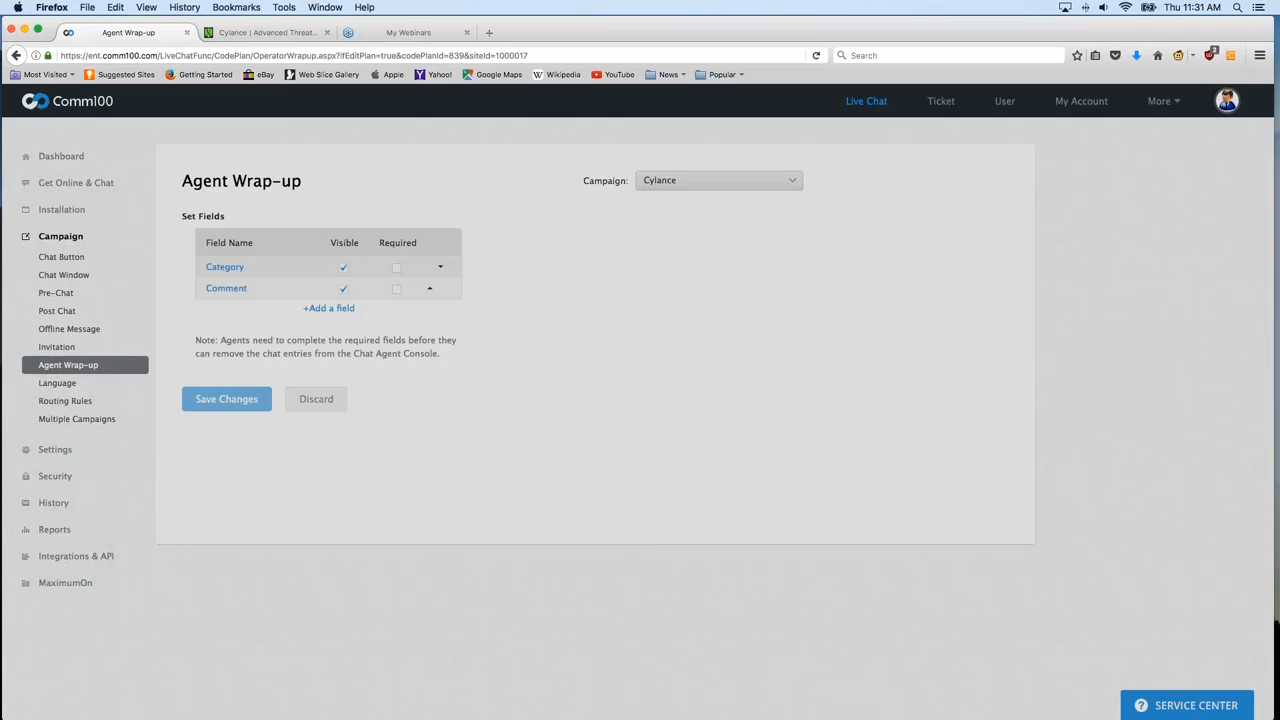 Firefox File Edit View History Bookmarks Tools Window Help Thu 11:31 AM
Agent Wrap-up Cylance | Advanced Threat... My Webinars
https://ent.comm100.com/LiveChatFunc/CodePlan/OperatorWrapup.aspx?ifEditPlan=true&codePlanId=839&siteId=1000017 Search
Most Visited Suggested Sites Getting Started eBay Web Slice Gallery Apple Yahoo! Google Maps Wikipedia YouTube News Popular
Comm100 Live Chat Ticket User My Account More
Dashboard
Get Online & Chat
Installation
Campaign
Chat Button
Chat Window
Pre-Chat
Post Chat
Offline Message
Invitation
Agent Wrap-up
Language
Routing Rules
Multiple Campaigns
Settings
Security
History
Reports
Integrations & API
MaximumOn
Agent Wrap-up Campaign: Cylance
Set Fields
Field Name Visible Required
Category
Comment
+Add a field
Note: Agents need to complete the required fields before they
can remove the chat entries from the Chat Agent Console.
Save Changes Discard
SERVICE CENTER